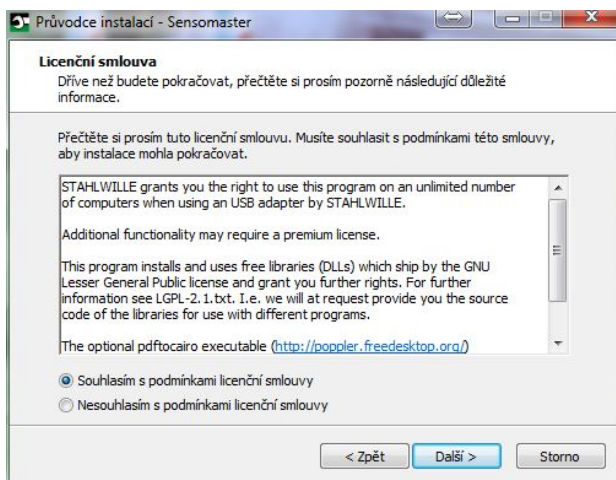 Průvodce instalací - Sensomaster
Licenční smlouva
Dříve než budete pokračovat, přečtěte si prosím pozorně následující důležité
informace.
Přečtěte si prosím tuto licenční smlouvu. Musíte souhlasit s podmínkami této smlouvy,
aby instalace mohla pokračovat.
STAHLWILLE grants you the right to use this program on an unlimited number
of computers when using an USB adapter by STAHLWILLE.
Additional functionality may require a premium license.
This program installs and uses free libraries (DLLs) which ship by the GNU
Lesser General Public license and grant you further rights. For further
information see LGPL-2.1.txt. I.e. we will at request provide you the source
code of the libraries for use with different programs.
The optional pdftocairo executable (http://poppler.freedesktop.org/)
Souhlasím s podmínkami licenční smlouvy
Nesouhlasím s podmínkami licenční smlouvy
< Zpět
Další >
Storno